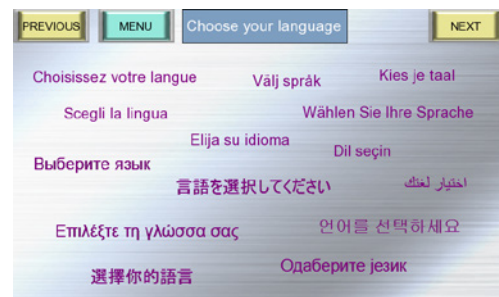 PREVIOUS MENU Choose your language NEXT
Choisissez votre langue Välj språk Kies je taal
Scegli la lingua Wählen Sie Ihre Sprache
Elija su idioma Dil seçin
Выберите язык
言語を選択してください اختيار لغتك
Επιλέξτε τη γλώσσα σας 언어를 선택하세요
選擇你的語言 Одаберите језик